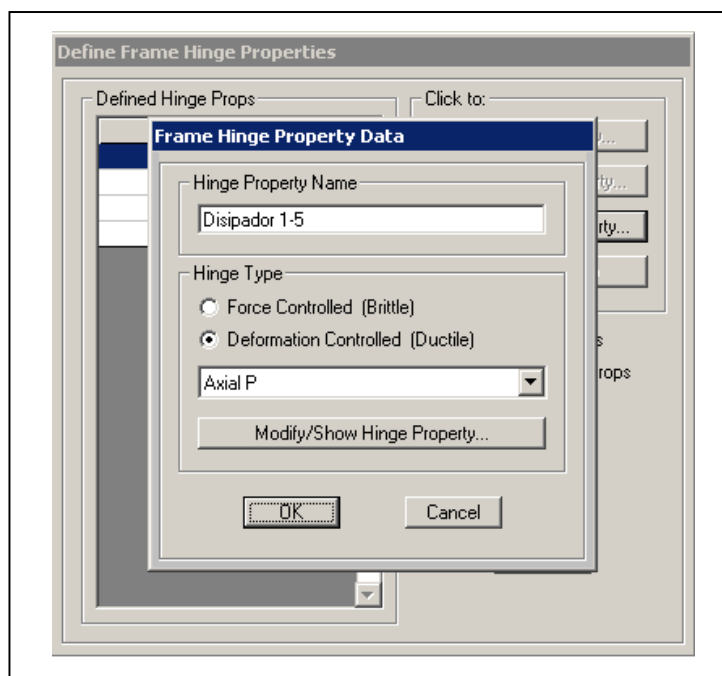 Define Frame Hinge Properties
Defined Hinge Props
Click to:
Frame Hinge Property Data
Hinge Property Name
Disipador 1-5
Hinge Type
Force Controlled (Brittle)
Deformation Controlled (Ductile)
Axial P
Modify/Show Hinge Property...
OK
Cancel